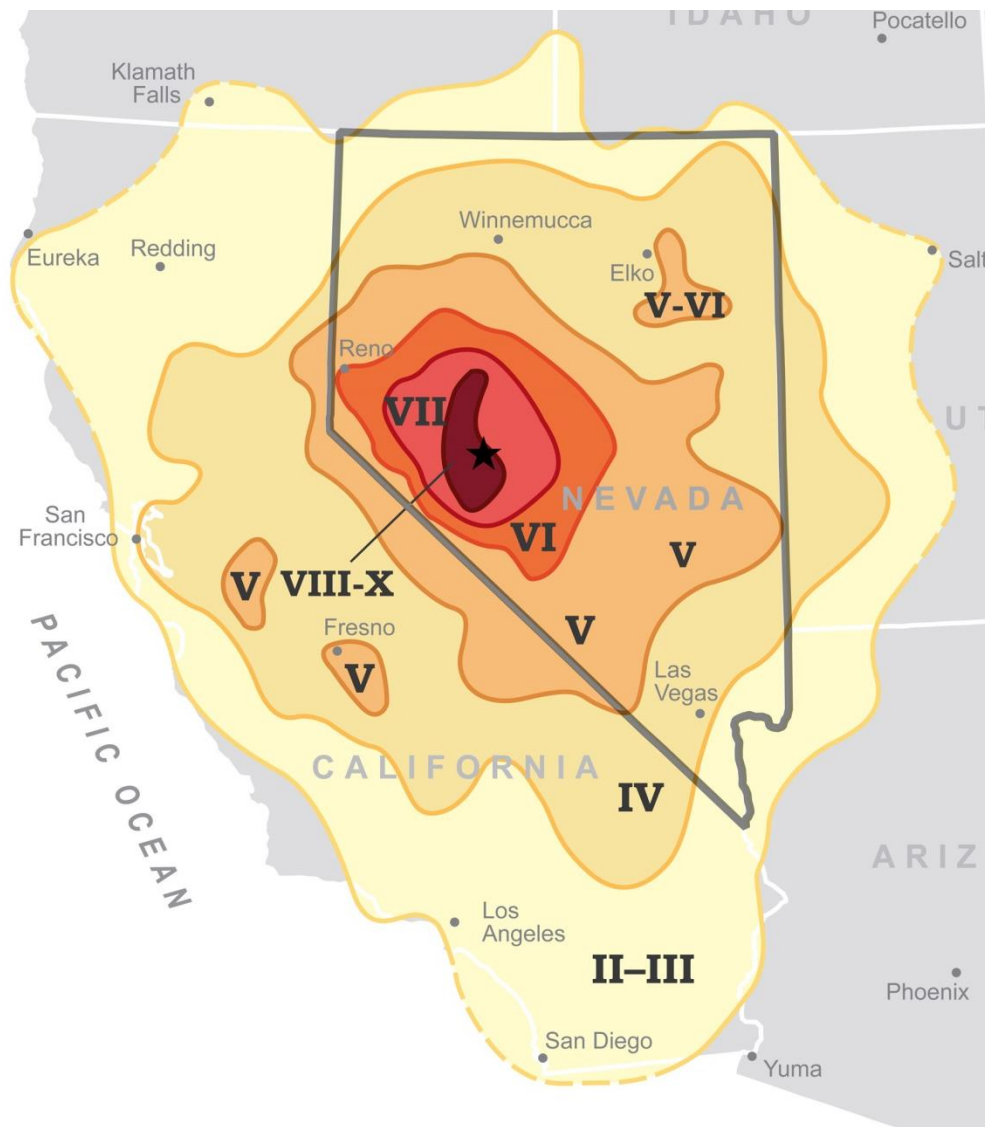 IDAHO
Pocatello
Klamath
Falls
Winnemucca
Eureka
Redding
Elko
Salt
V-VI
Reno
VII
UT
NEVADA
San
Francisco
VI
V
V
VIII-X
V
Fresno
V
Las
Vegas
PACIFIC OCEAN
CALIFORNIA
IV
ARIZ
Los
Angeles
II–III
Phoenix
San Diego
Yuma